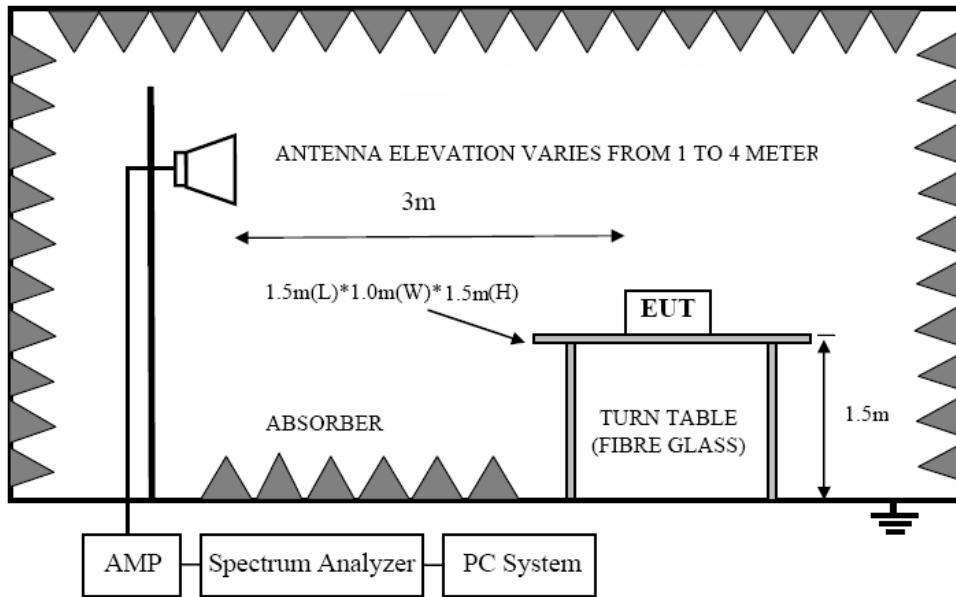 ANTENNA ELEVATION VARIES FROM 1 TO 4 METER
3m
1.5m(L)*1.0m(W)*1.5m(H)
EUT
ABSORBER
TURN TABLE
(FIBRE GLASS)
1.5m
AMP
Spectrum Analyzer
PC System